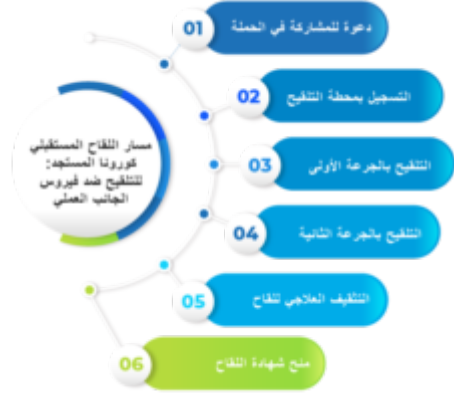 01
دعوة للمشاركة في الحملة
02
التسجيل بمحطة التلقيح
03
التلقيح بالجرعة الأولى
04
التلقيح بالجرعة الثانية
05
التثقيف العلاجي للقاح
06
منح شهادة اللقاح
مسار اللقاح المستقبلي
كورونا المستجد:
للتلقيح ضد فيروس
الجانب العملي